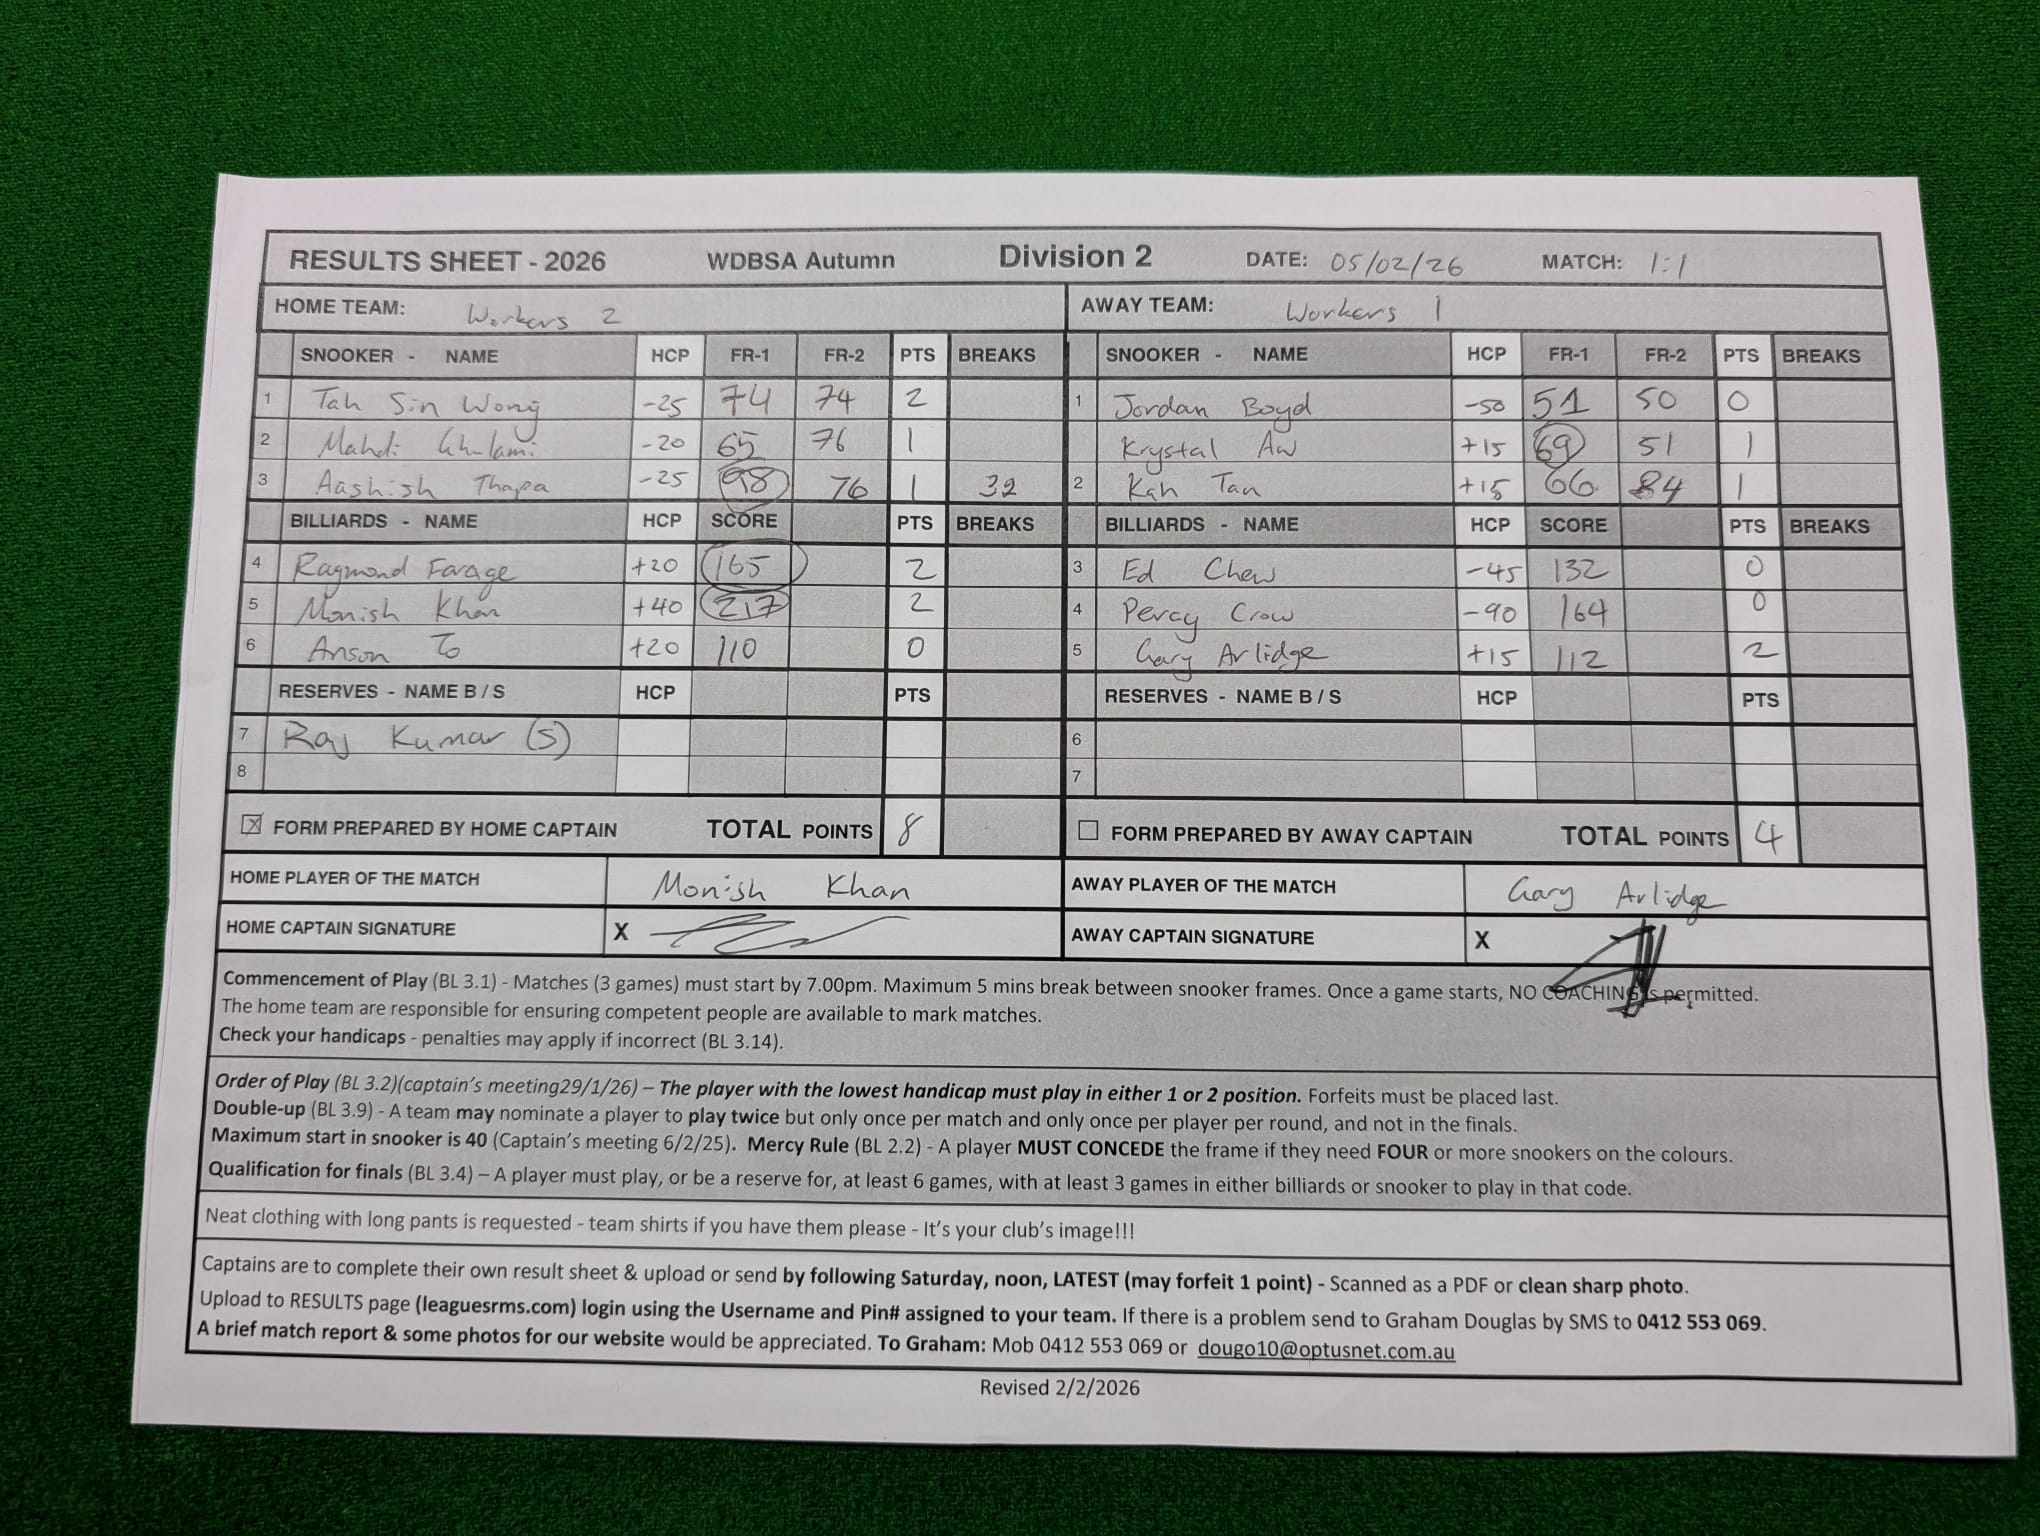 RESULTS SHEET - 2026 WDBSA Autumn Division 2 DATE: 05/02/26 MATCH: 1:1
HOME TEAM: Workers 2 AWAY TEAM: Workers 1
SNOOKER - NAME HCP FR-1 FR-2 PTS BREAKS SNOOKER - NAME HCP FR-1 FR-2 PTS BREAKS
1 Tah Sin Wong -25 74 74 2 1 Jordan Boyd -50 51 50 0
2 Mahdi Ghulami -20 65 76 1 Krystal Aw +15 69 51 1
3 Aashish Thapa -25 98 76 1 32 2 Kah Tan +15 66 84 1
BILLIARDS - NAME HCP SCORE PTS BREAKS BILLIARDS - NAME HCP SCORE PTS BREAKS
4 Raymond Farage +20 165 2 3 Ed Chew -45 132 0
5 Monish Khan +40 217 2 4 Percy Crow -90 164 0
6 Anson To +20 110 0 5 Gary Arlidge +15 112 2
RESERVES - NAME B / S HCP PTS RESERVES - NAME B / S HCP PTS
7 Raj Kumar (S) 6
8 7
X FORM PREPARED BY HOME CAPTAIN TOTAL POINTS 8 FORM PREPARED BY AWAY CAPTAIN TOTAL POINTS 4
HOME PLAYER OF THE MATCH Monish Khan AWAY PLAYER OF THE MATCH Gary Arlidge
HOME CAPTAIN SIGNATURE X AWAY CAPTAIN SIGNATURE X
Commencement of Play (BL 3.1) - Matches (3 games) must start by 7.00pm. Maximum 5 mins break between snooker frames. Once a game starts, NO COACHING is permitted.
The home team are responsible for ensuring competent people are available to mark matches.
Check your handicaps - penalties may apply if incorrect (BL 3.14).
Order of Play (BL 3.2)(captain's meeting29/1/26) – The player with the lowest handicap must play in either 1 or 2 position. Forfeits must be placed last.
Double-up (BL 3.9) - A team may nominate a player to play twice but only once per match and only once per player per round, and not in the finals.
Maximum start in snooker is 40 (Captain's meeting 6/2/25). Mercy Rule (BL 2.2) - A player MUST CONCEDE the frame if they need FOUR or more snookers on the colours.
Qualification for finals (BL 3.4) – A player must play, or be a reserve for, at least 6 games, with at least 3 games in either billiards or snooker to play in that code.
Neat clothing with long pants is requested - team shirts if you have them please - It's your club's image!!!
Captains are to complete their own result sheet & upload or send by following Saturday, noon, LATEST (may forfeit 1 point) - Scanned as a PDF or clean sharp photo.
Upload to RESULTS page (leaguesrms.com) login using the Username and Pin# assigned to your team. If there is a problem send to Graham Douglas by SMS to 0412 553 069.
A brief match report & some photos for our website would be appreciated. To Graham: Mob 0412 553 069 or dougo10@optusnet.com.au
Revised 2/2/2026